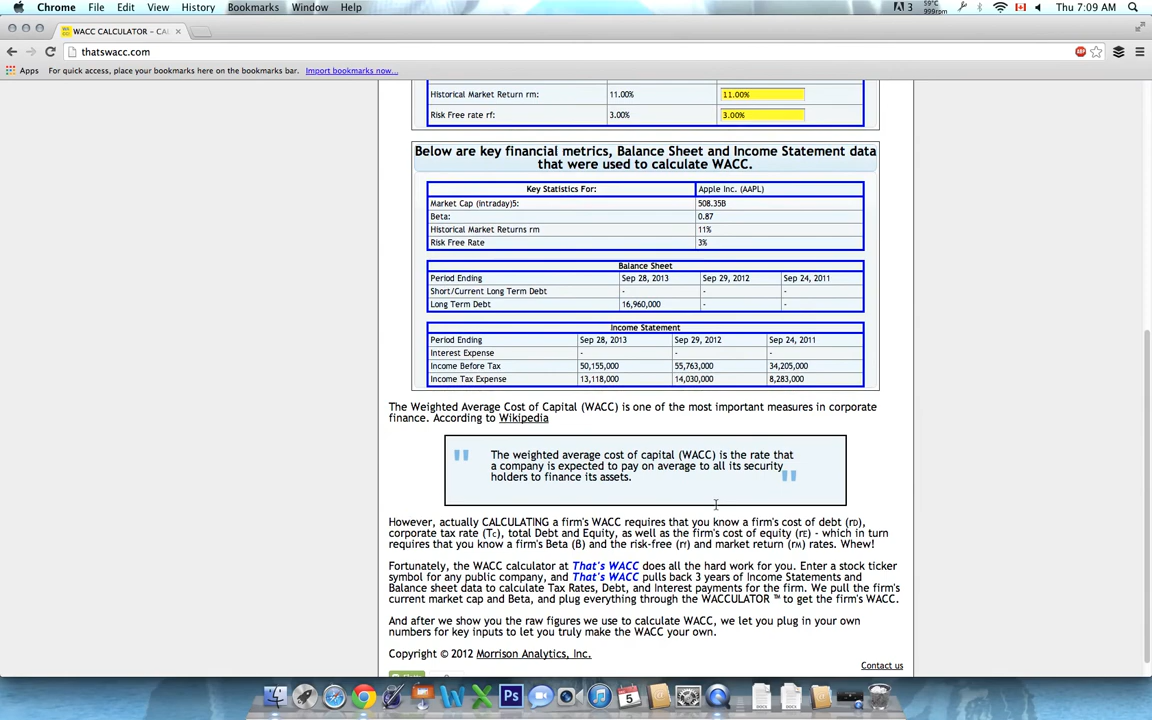 Chrome File Edit View History Bookmarks Window Help 3 59°C 999rpm Thu 7:09 AM
WACC CALCULATOR - CAL
thatswacc.com
Apps For quick access, place your bookmarks here on the bookmarks bar. Import bookmarks now...
Historical Market Return rm: 11.00% 11.00%
Risk Free rate rf: 3.00% 3.00%
Below are key financial metrics, Balance Sheet and Income Statement data
that were used to calculate WACC.
Key Statistics For: Apple Inc. (AAPL)
Market Cap (intraday)5: 508.35B
Beta: 0.87
Historical Market Returns rm 11%
Risk Free Rate 3%
Balance Sheet
Period Ending Sep 28, 2013 Sep 29, 2012 Sep 24, 2011
Short/Current Long Term Debt - - -
Long Term Debt 16,960,000 - -
Income Statement
Period Ending Sep 28, 2013 Sep 29, 2012 Sep 24, 2011
Interest Expense - - -
Income Before Tax 50,155,000 55,763,000 34,205,000
Income Tax Expense 13,118,000 14,030,000 8,283,000
The Weighted Average Cost of Capital (WACC) is one of the most important measures in corporate
finance. According to Wikipedia
" The weighted average cost of capital (WACC) is the rate that
a company is expected to pay on average to all its security
holders to finance its assets. "
However, actually CALCULATING a firm's WACC requires that you know a firm's cost of debt (rD),
corporate tax rate (Tc), total Debt and Equity, as well as the firm's cost of equity (rE) - which in turn
requires that you know a firm's Beta (β) and the risk-free (rf) and market return (rM) rates. Whew!
Fortunately, the WACC calculator at That's WACC does all the hard work for you. Enter a stock ticker
symbol for any public company, and That's WACC pulls back 3 years of Income Statements and
Balance sheet data to calculate Tax Rates, Debt, and Interest payments for the firm. We pull the firm's
current market cap and Beta, and plug everything through the WACCULATOR ™ to get the firm's WACC.
And after we show you the raw figures we use to calculate WACC, we let you plug in your own
numbers for key inputs to let you truly make the WACC your own.
Copyright © 2012 Morrison Analytics, Inc.
Contact us